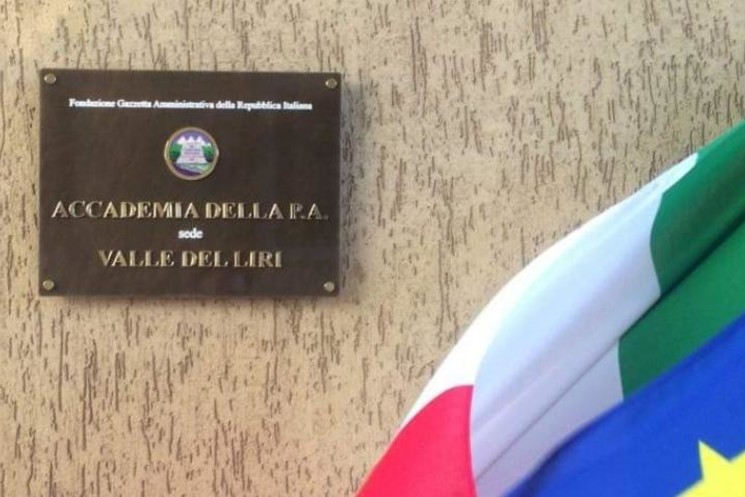 Fondazione Gazzetta Amministrativa della Repubblica Italiana
ACCADEMIA DELLA P.A.
sede
VALLE DEL LIRI